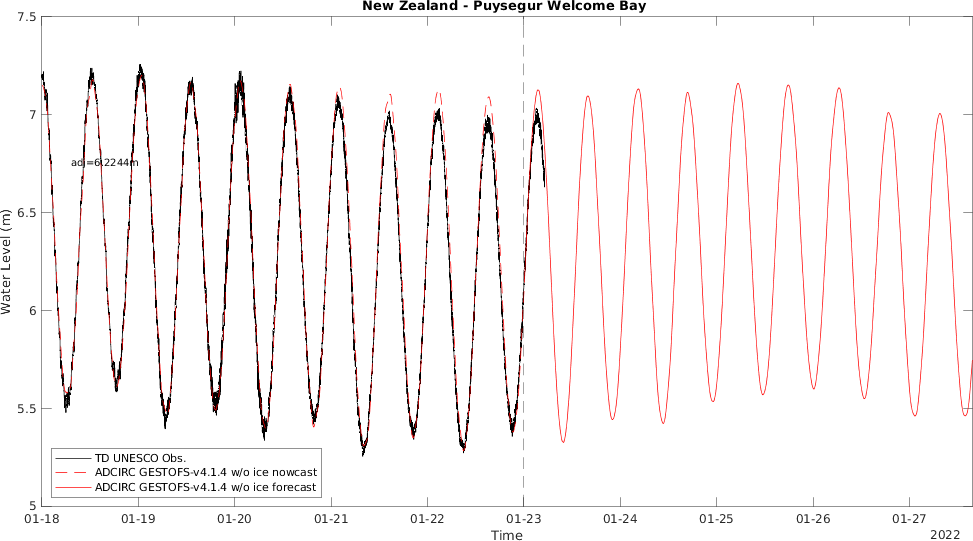 New Zealand - Puysegur Welcome Bay
7.5
7
6.5
6
5.5
5
Water Level (m)
adj=6.2244m
TD UNESCO Obs.
ADCIRC GESTOFS-v4.1.4 w/o ice nowcast
ADCIRC GESTOFS-v4.1.4 w/o ice forecast
01-18 01-19 01-20 01-21 01-22 01-23 01-24 01-25 01-26 01-27
Time
2022